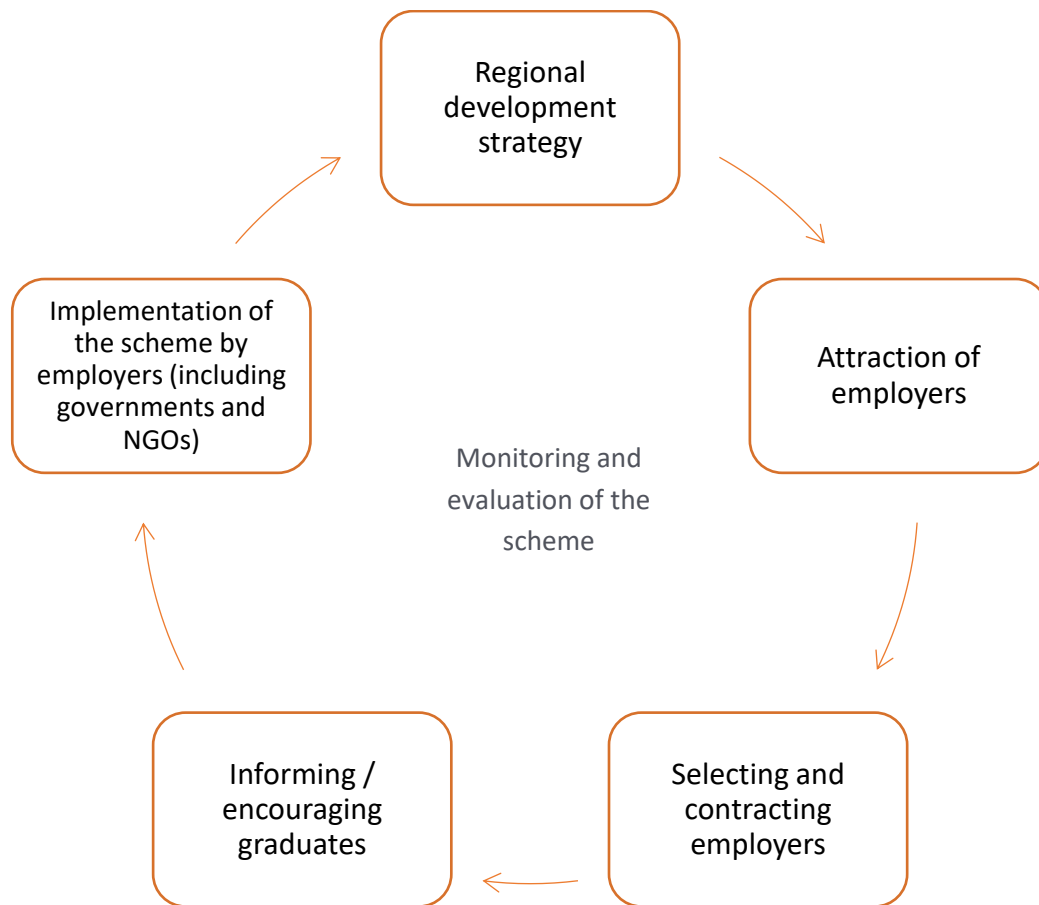 Regional
development
strategy
Attraction of
employers
Selecting and
contracting
employers
Informing /
encouraging
graduates
Implementation of
the scheme by
employers (including
governments and
NGOs)
Monitoring and
evaluation of the
scheme